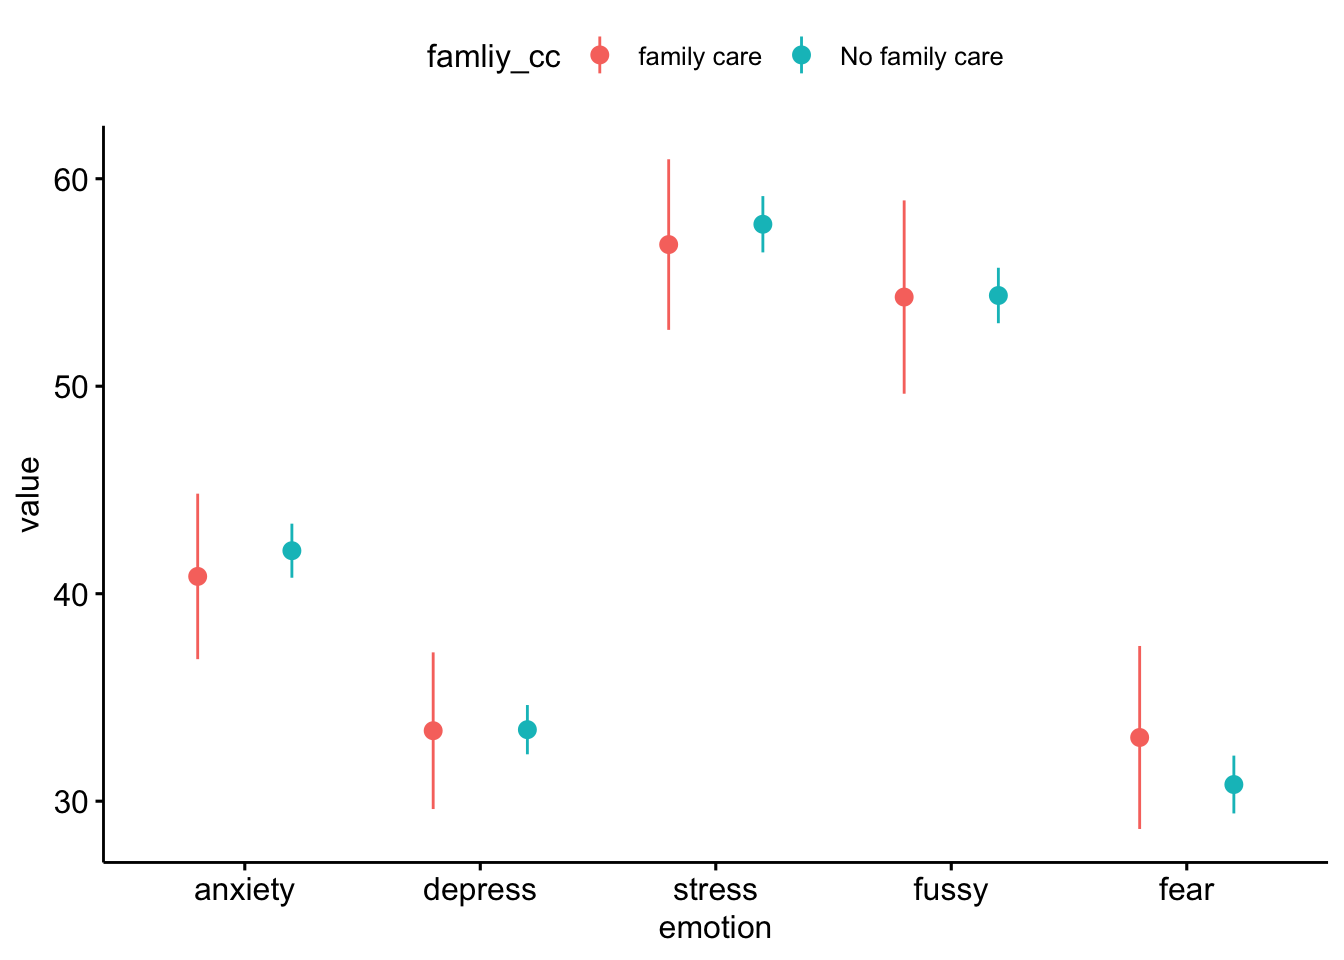 famliy_cc family care No family care
60
50
40
30
value
anxiety depress stress fussy fear
emotion